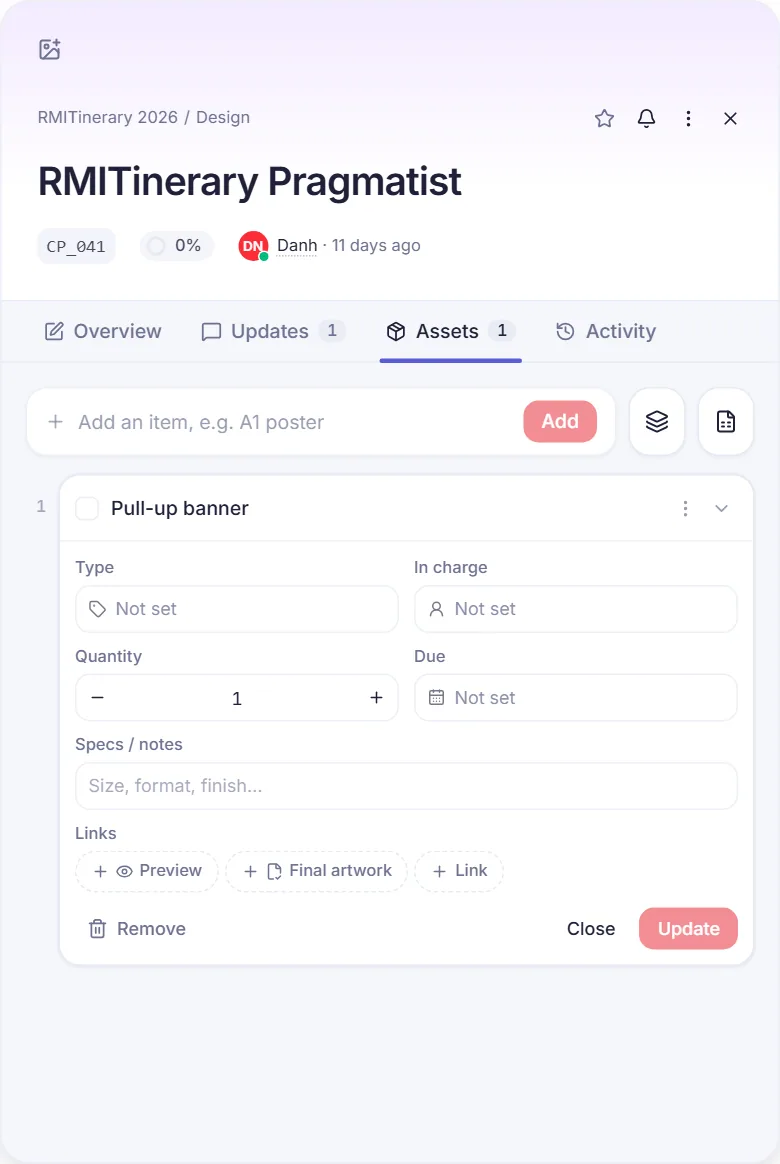 RMITinerary 2026 / Design
RMITinerary Pragmatist
CP_041 0% DN Danh · 11 days ago
Overview Updates 1 Assets 1 Activity
Add an item, e.g. A1 poster Add
1 Pull-up banner
Type In charge
Not set Not set
Quantity Due
1 Not set
Specs / notes
Size, format, finish...
Links
Preview Final artwork Link
Remove Close Update